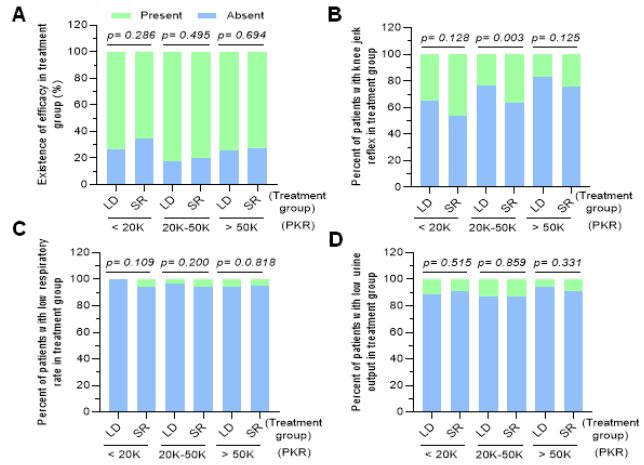 A
Present
Absent
p= 0.286
p= 0.495
p= 0.694
Existence of efficacy in treatment
group (%)
120
100
80
60
40
20
0
LD
SR
LD
SR
LD
SR
(Treatment
group)
< 20K
20K-50K
> 50K
(PKR)
B
p= 0.128
p= 0.003
p= 0.125
Percent of patients with knee jerk
reflex in treatment group
120
100
80
60
40
20
0
LD
SR
LD
SR
LD
SR
(Treatment
group)
< 20K
20K-50K
> 50K
(PKR)
C
p= 0.109
p= 0.200
p= 0.0.818
Percent of patients with low respiratory
rate in treatment group
120
100
80
60
40
20
0
LD
SR
LD
SR
LD
SR
(Treatment
group)
< 20K
20K-50K
> 50K
(PKR)
D
p= 0.515
p= 0.859
p= 0.331
Percent of patients with low urine
output in treatment group
120
100
80
60
40
20
0
LD
SR
LD
SR
LD
SR
(Treatment
group)
< 20K
20K-50K
> 50K
(PKR)